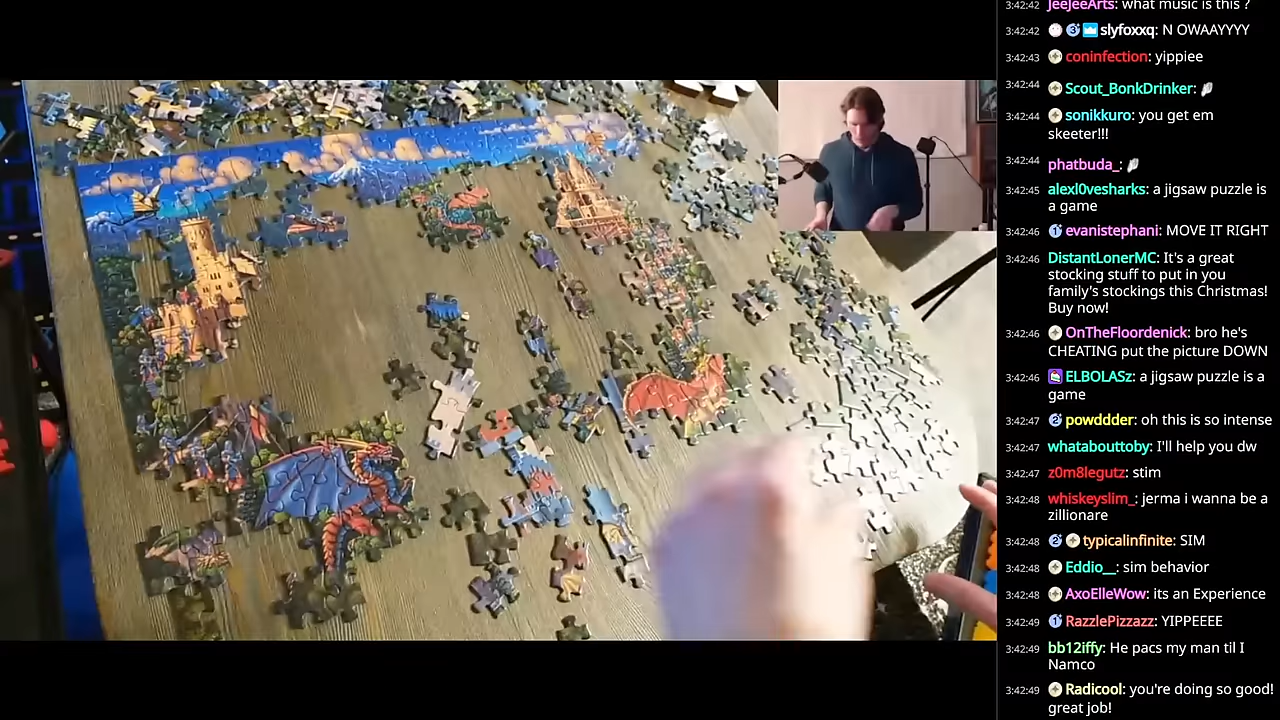 3:42:42 JeeJeeArts: what music is this ?
3:42:42 slyfoxxq: N OWAAYYYY
3:42:43 coninfection: yippiee
3:42:44 Scout_BonkDrinker:
3:42:44 sonikkuro: you get em
skeeter!!!
3:42:44 phatbuda_:
3:42:45 alexl0vesharks: a jigsaw puzzle is
a game
3:42:46 evanistephani: MOVE IT RIGHT
3:42:46 DistantLonerMC: It's a great
stocking stuff to put in you
family's stockings this Christmas!
Buy now!
3:42:46 OnTheFloordenick: bro he's
CHEATING put the picture DOWN
3:42:46 ELBOLASz: a jigsaw puzzle is a
game
3:42:47 powddder: oh this is so intense
3:42:47 whatabouttoby: I'll help you dw
3:42:47 z0m8legutz: stim
3:42:48 whiskeyslim_: jerma i wanna be a
zillionare
3:42:48 typicalinfinite: SIM
3:42:48 Eddio__: sim behavior
3:42:48 AxoElleWow: its an Experience
3:42:49 RazzlePizzazz: YIPPEEEE
3:42:49 bb12iffy: He pacs my man til I
Namco
3:42:49 Radicool: you're doing so good!
great job!